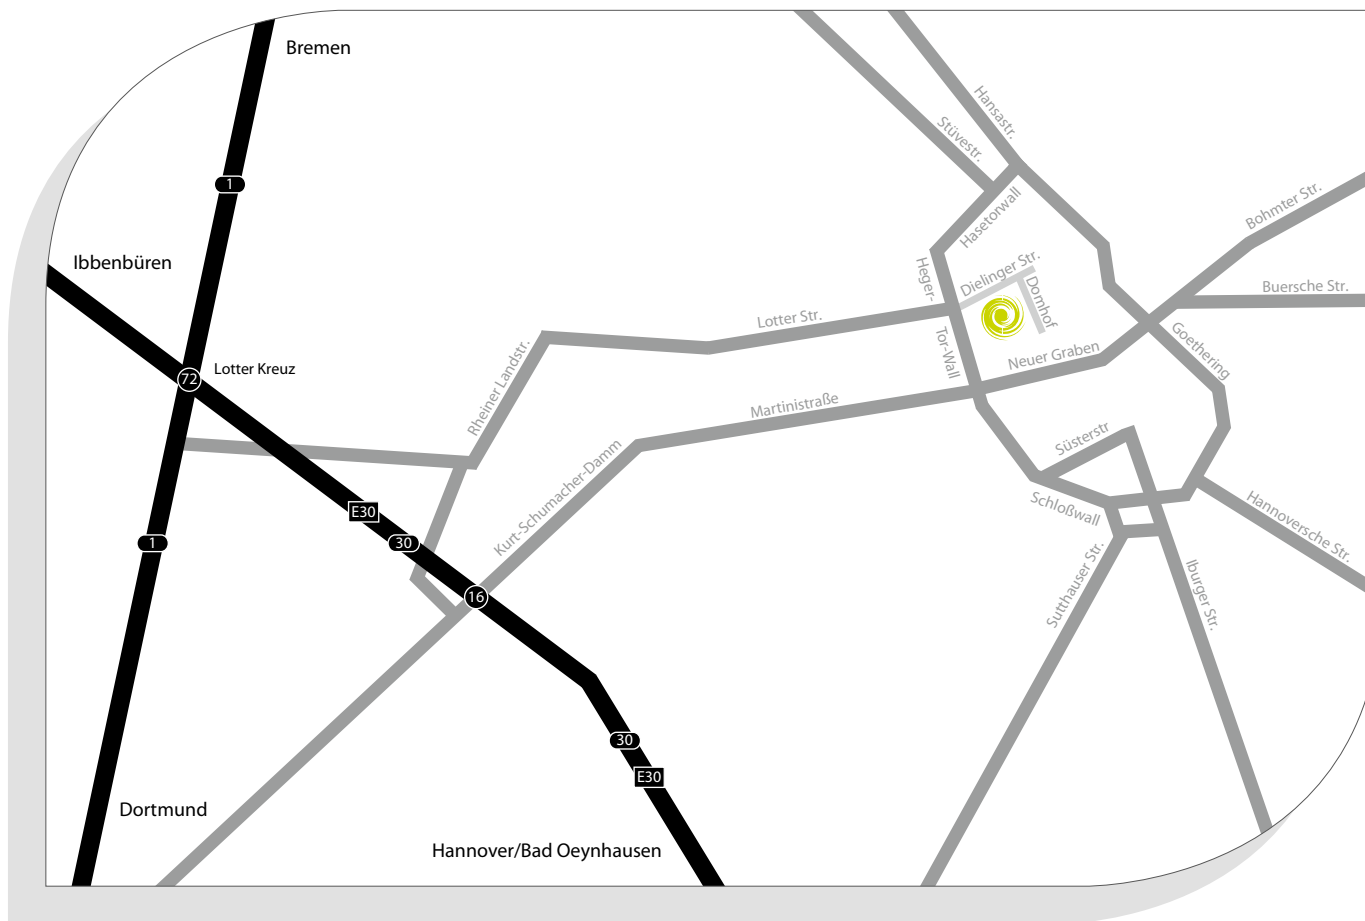 Bremen
Hansastr.
Stüvestr.
1
Bohmter Str.
Hasetorwall
Ibbenbüren
Heger-
Dielinger Str.
Buersche Str.
Domhof
Lotter Str.
Tor-Wall
Goethering
Neuer Graben
72
Lotter Kreuz
Rheiner Landstr.
Martinistraße
Süsterstr
Kurt-Schumacher-Damm
Schloßwall
Hannoversche Str.
E30
30
1
Sutthauser Str.
Iburger Str.
16
30
E30
Dortmund
Hannover/Bad Oeynhausen